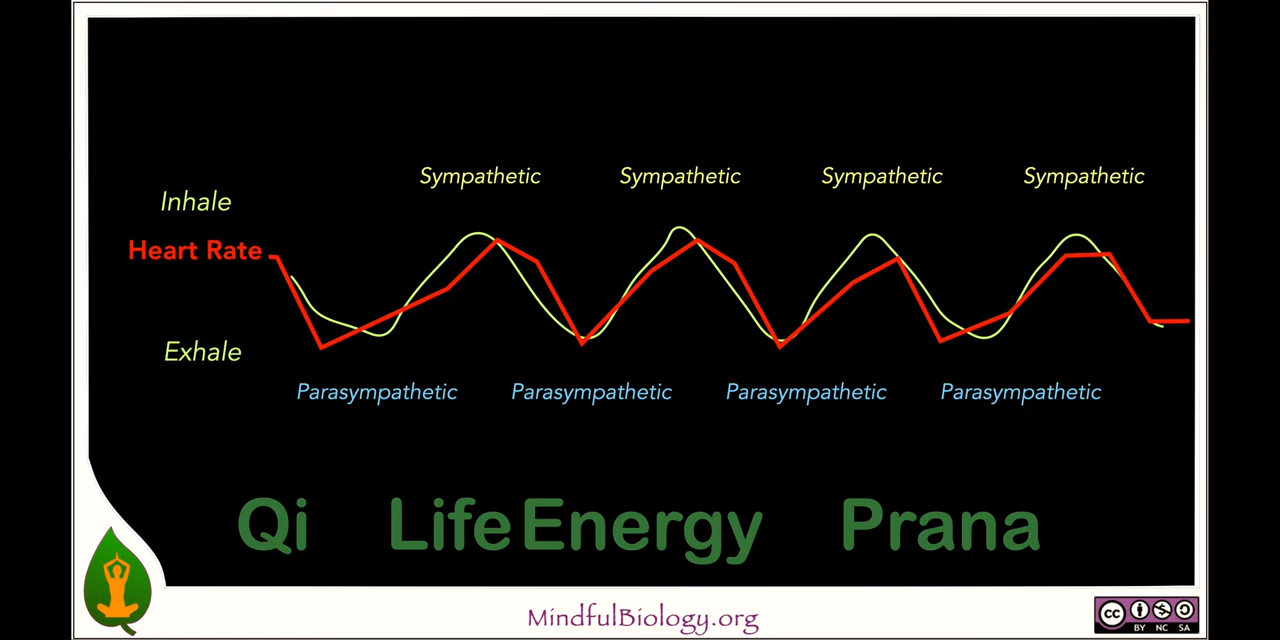 Sympathetic Sympathetic Sympathetic Sympathetic
Inhale
Heart Rate
Exhale
Parasympathetic Parasympathetic Parasympathetic Parasympathetic
Qi Life Energy Prana
MindfulBiology.org
cc
BY NC SA